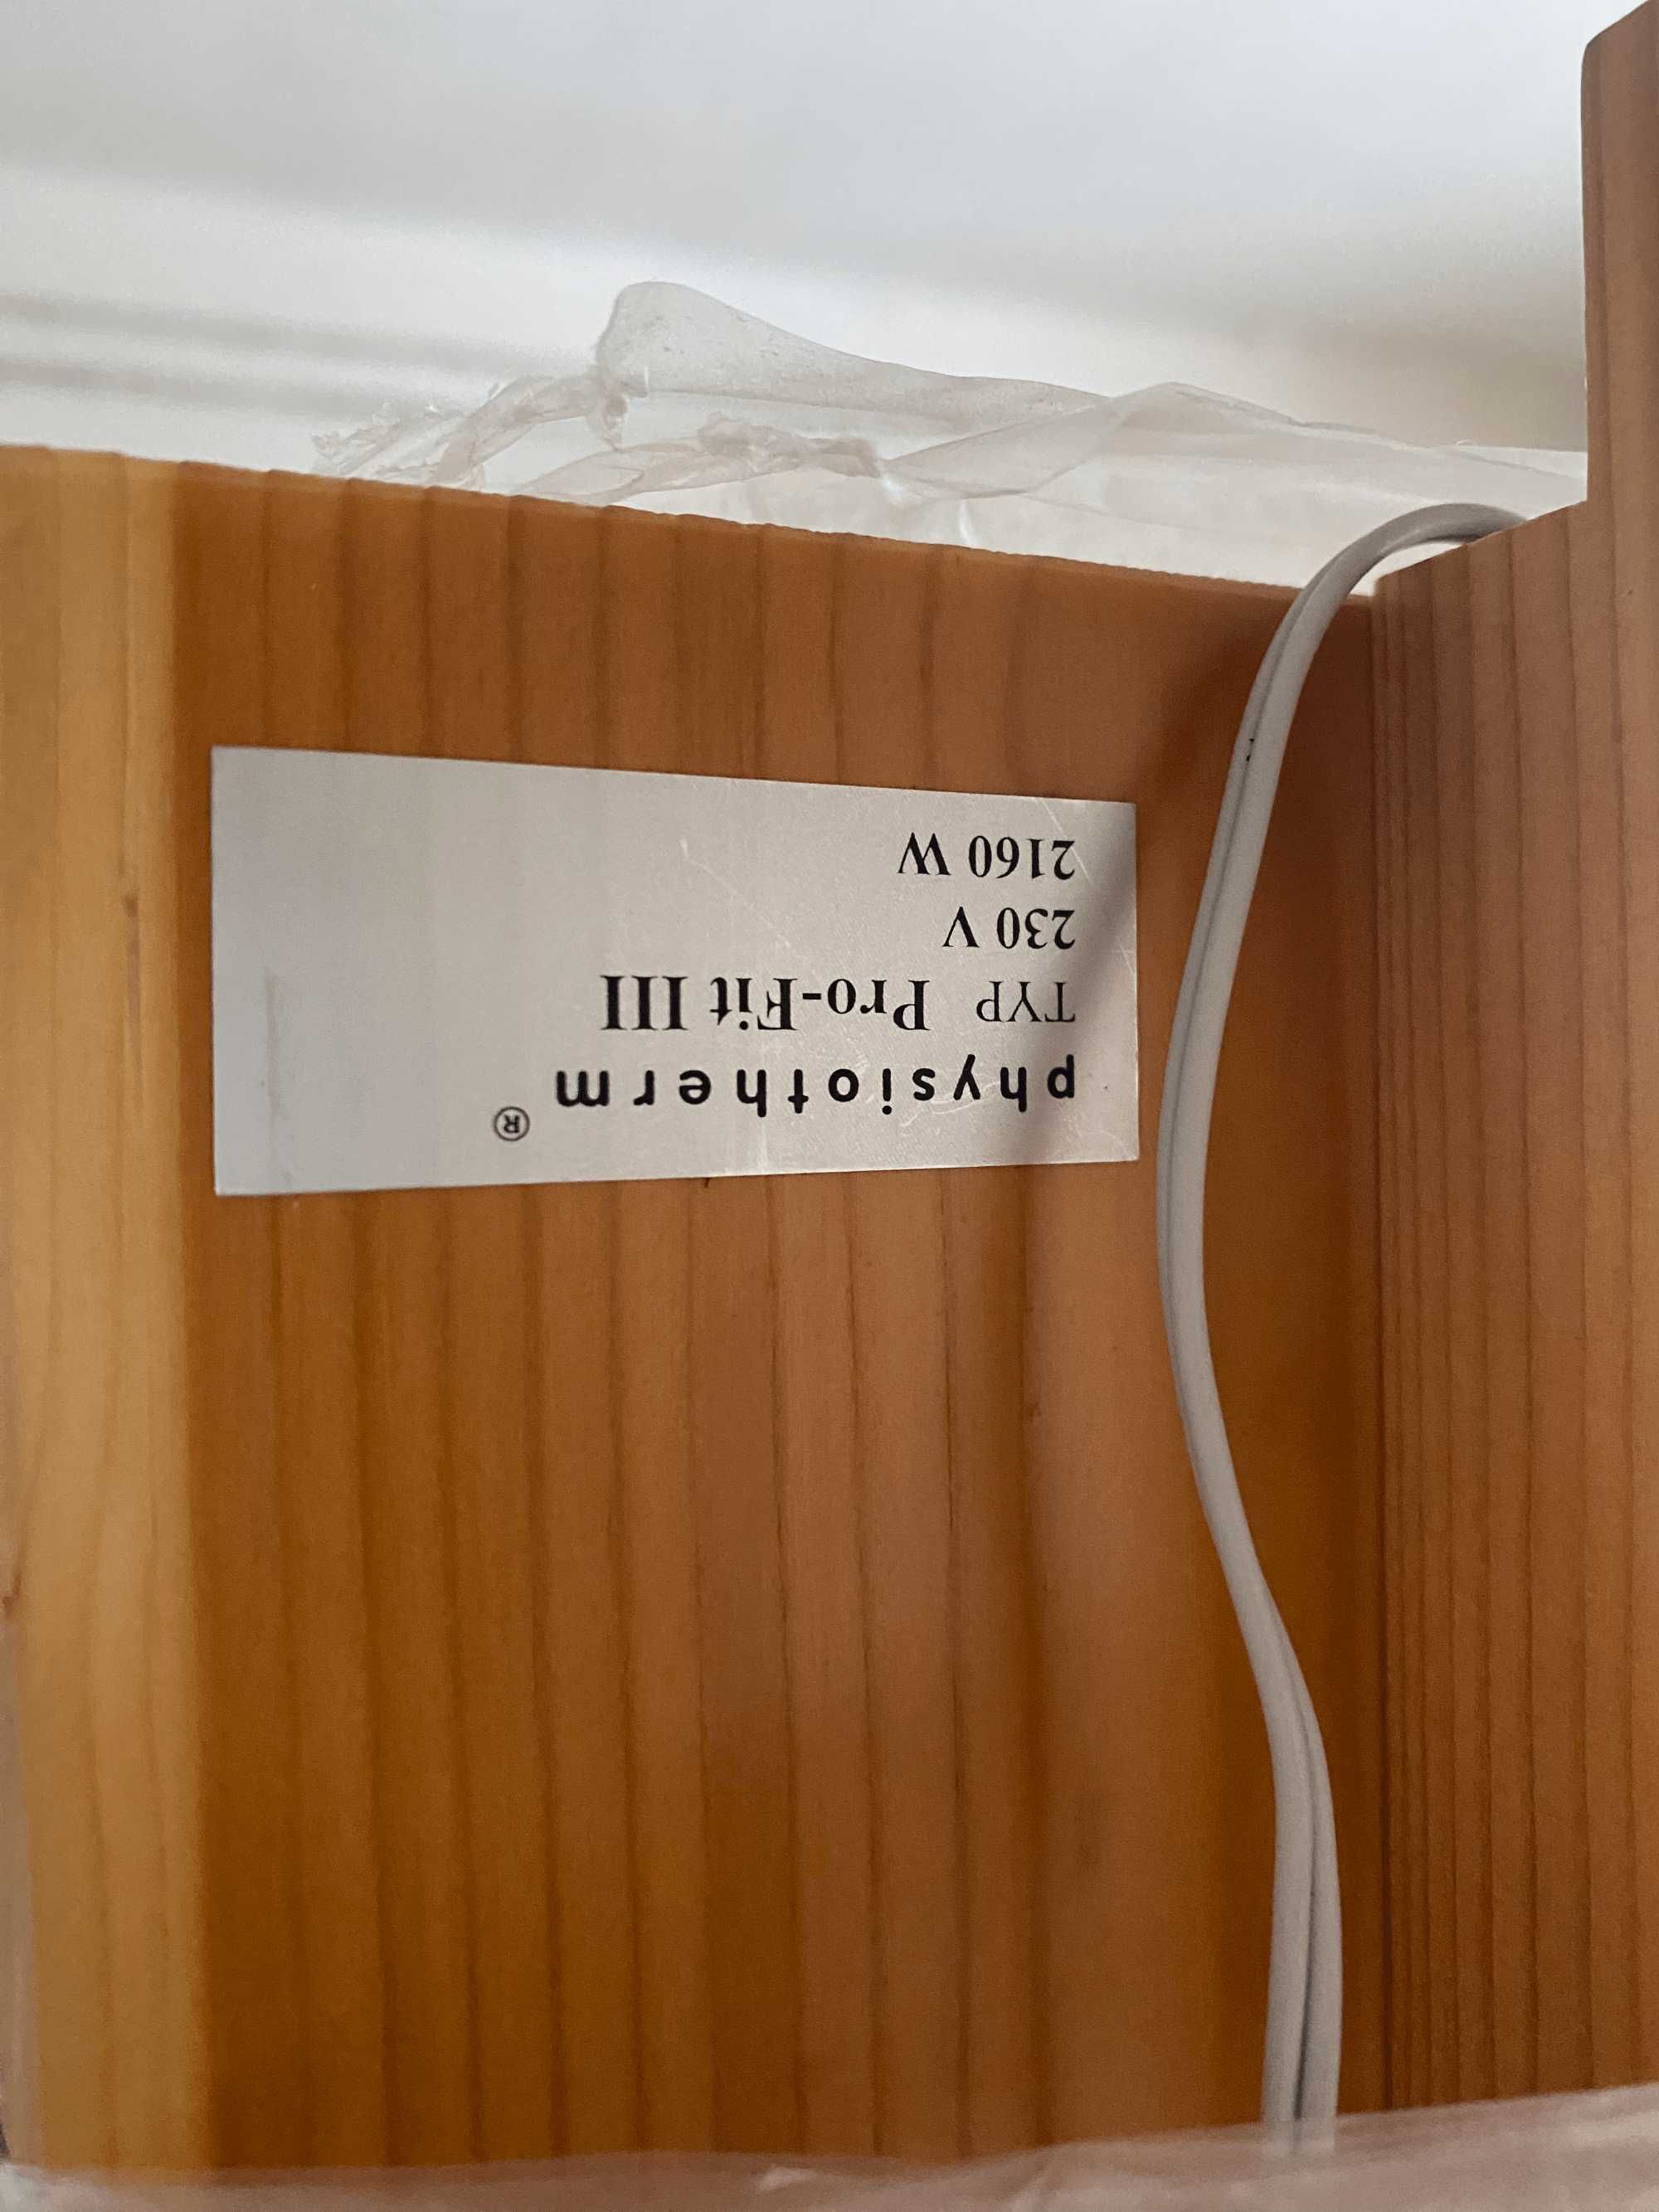 physiotherm ®
TYP Pro-Fit III
230 V
2160 W